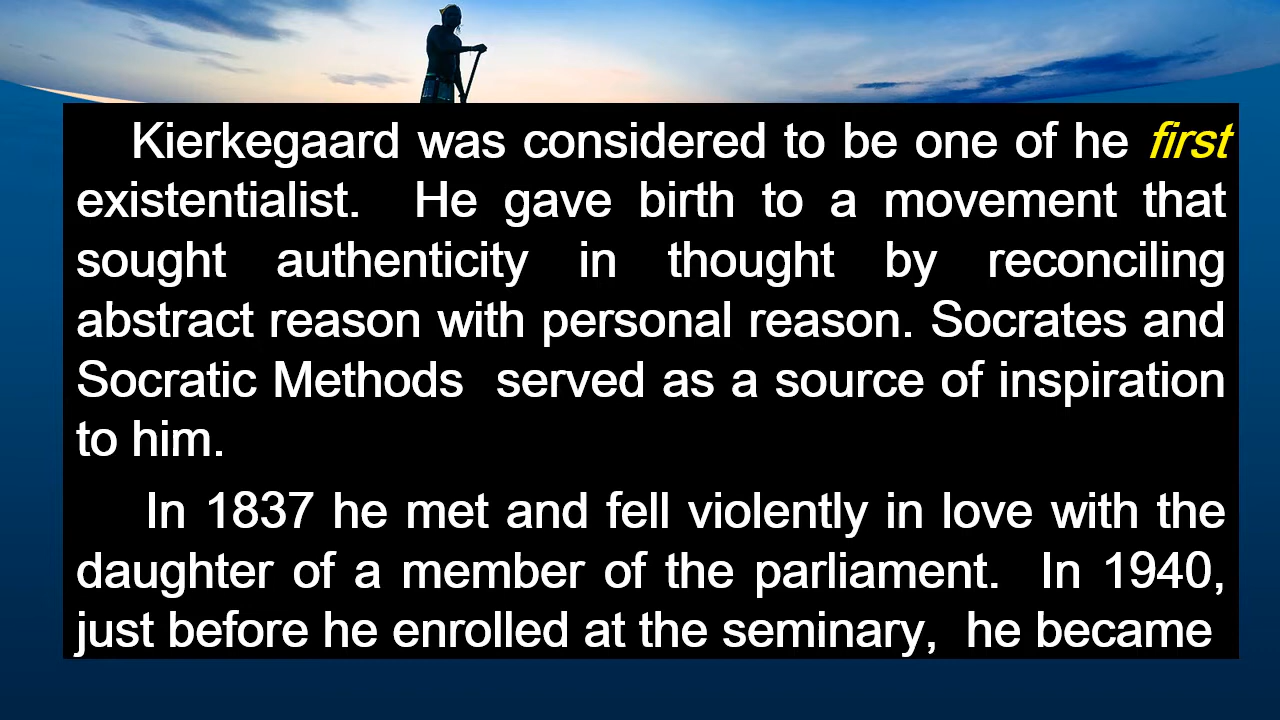 Kierkegaard was considered to be one of he first
existentialist. He gave birth to a movement that
sought authenticity in thought by reconciling
abstract reason with personal reason. Socrates and
Socratic Methods served as a source of inspiration
to him.
In 1837 he met and fell violently in love with the
daughter of a member of the parliament. In 1940,
just before he enrolled at the seminary, he became